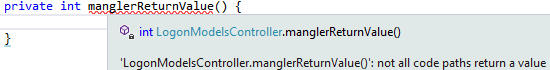 private int manglerReturnValue() {
int LogonModelsController.manglerReturnValue()
}
'LogonModelsController.manglerReturnValue()': not all code paths return a value